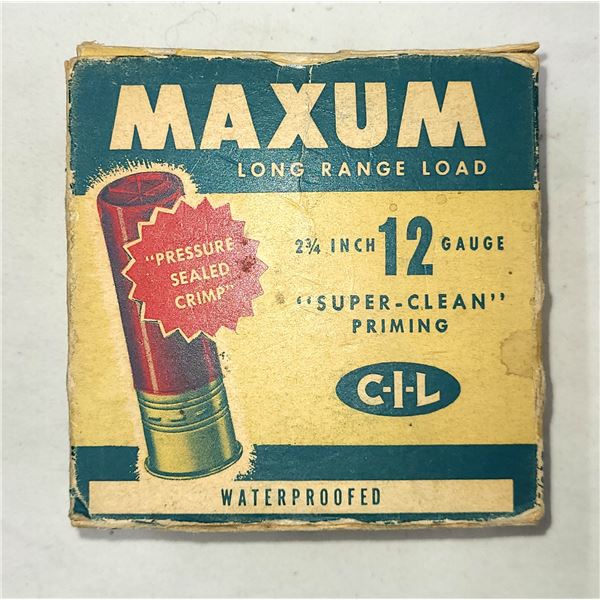 MAXUM
LONG RANGE LOAD
"PRESSURE
SEALED
CRIMP"
2¾ INCH 12 GAUGE
"SUPER-CLEAN"
PRIMING
C-I-L
WATERPROOFED